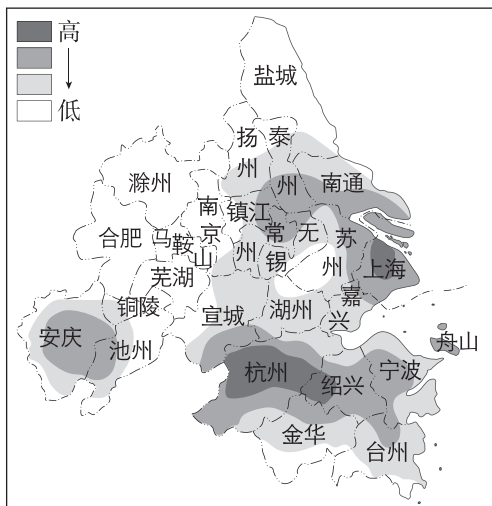 高
低
盐城
扬州
泰州
滁州
南通
南京
镇江
常州
无锡
苏州
上海
合肥
马鞍山
芜湖
铜陵
宣城
湖州
嘉兴
舟山
安庆
池州
杭州
绍兴
宁波
金华
台州